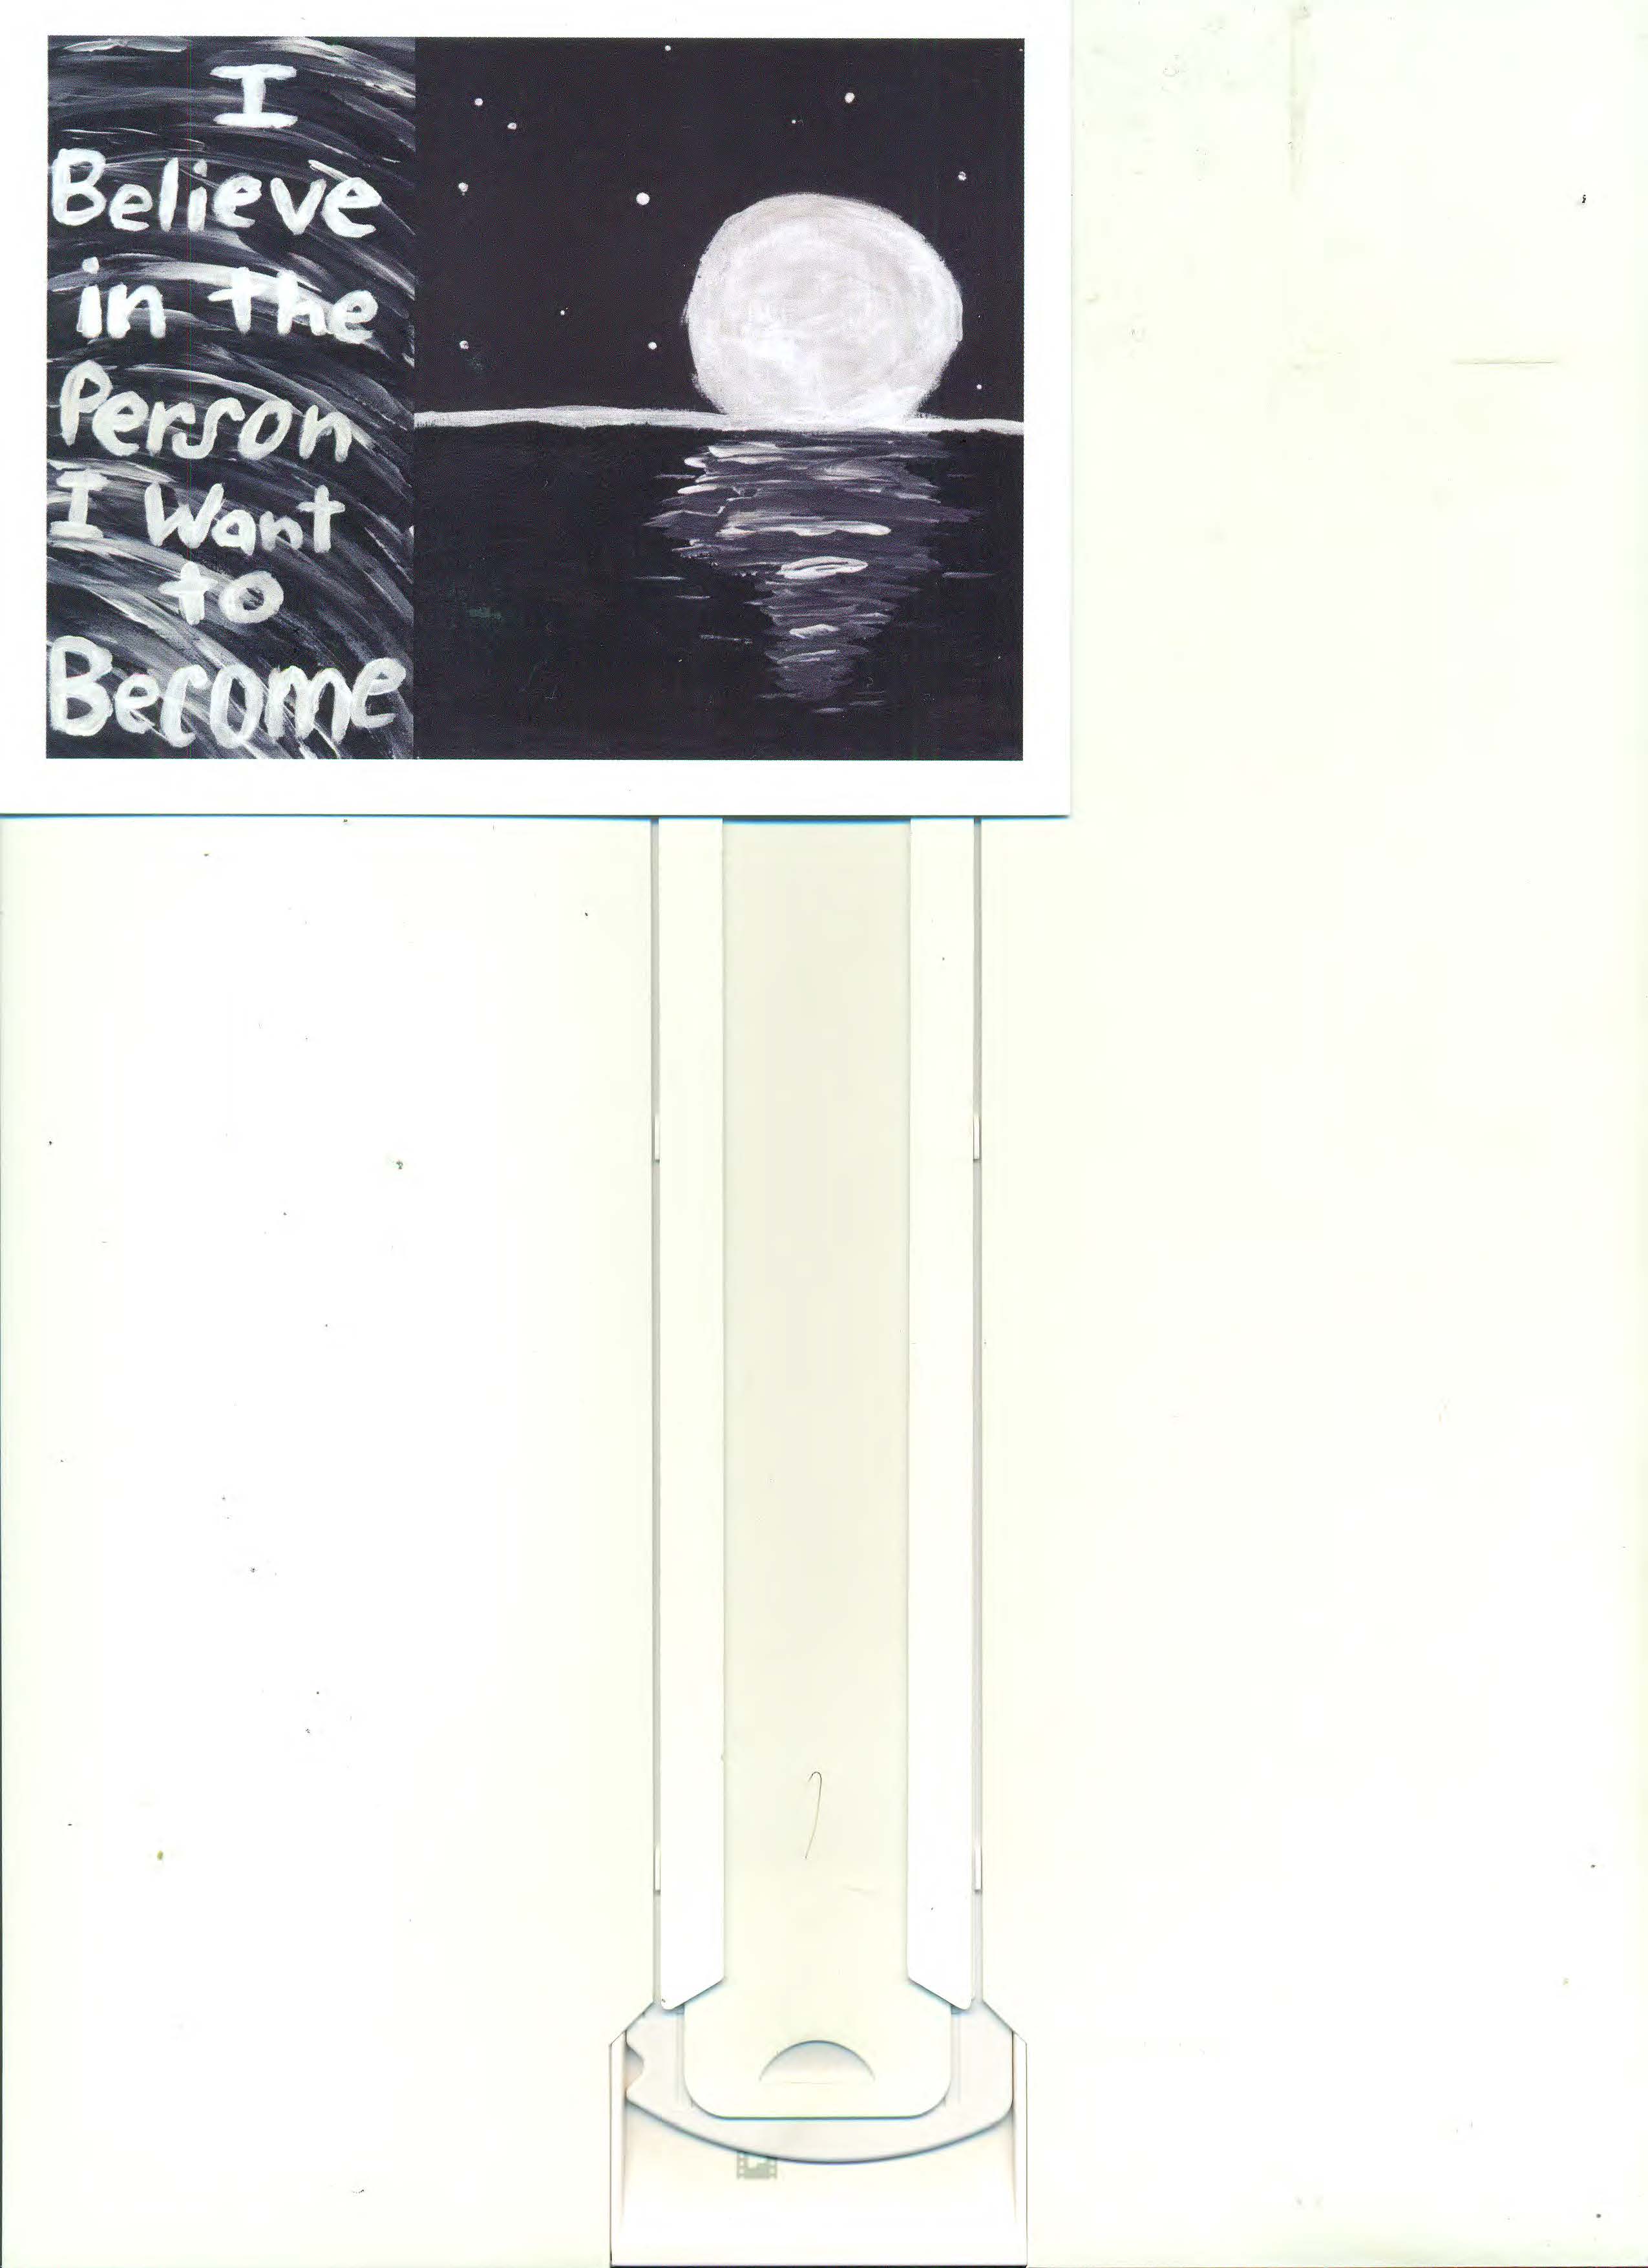 I
Believe
in the
Person
I Want
to
Become